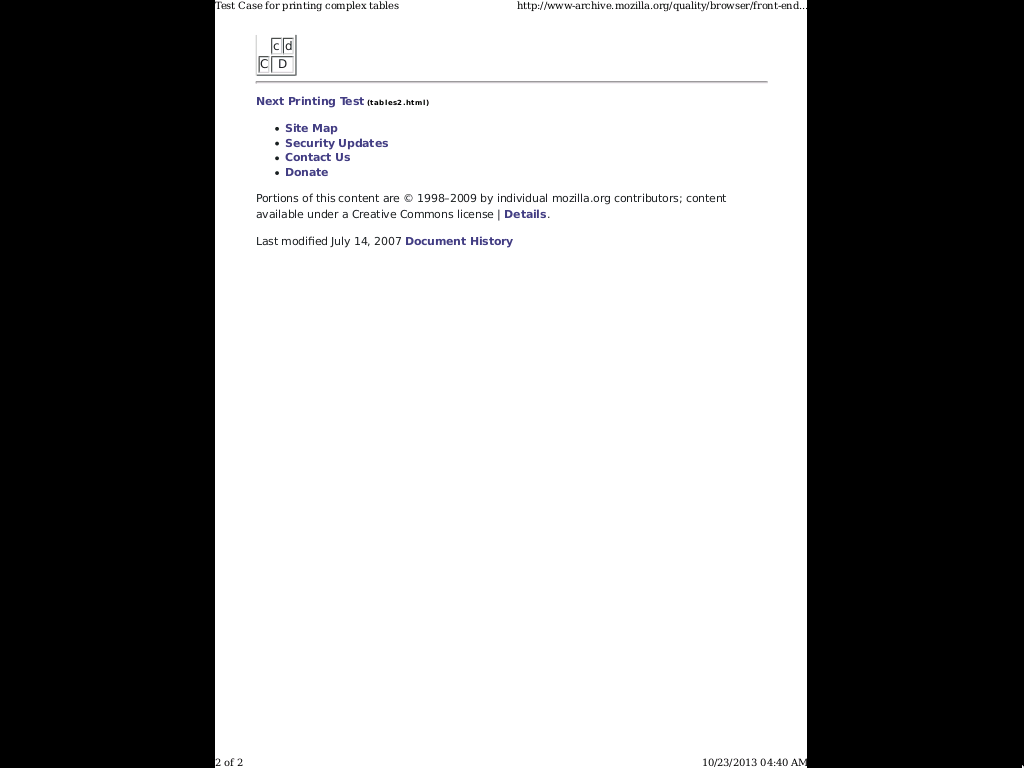 Test Case for printing complex tables http://www-archive.mozilla.org/quality/browser/front-end...
c d
C D
Next Printing Test (tables2.html)
• Site Map
• Security Updates
• Contact Us
• Donate
Portions of this content are © 1998–2009 by individual mozilla.org contributors; content
available under a Creative Commons license | Details.
Last modified July 14, 2007 Document History
2 of 2 10/23/2013 04:40 AM